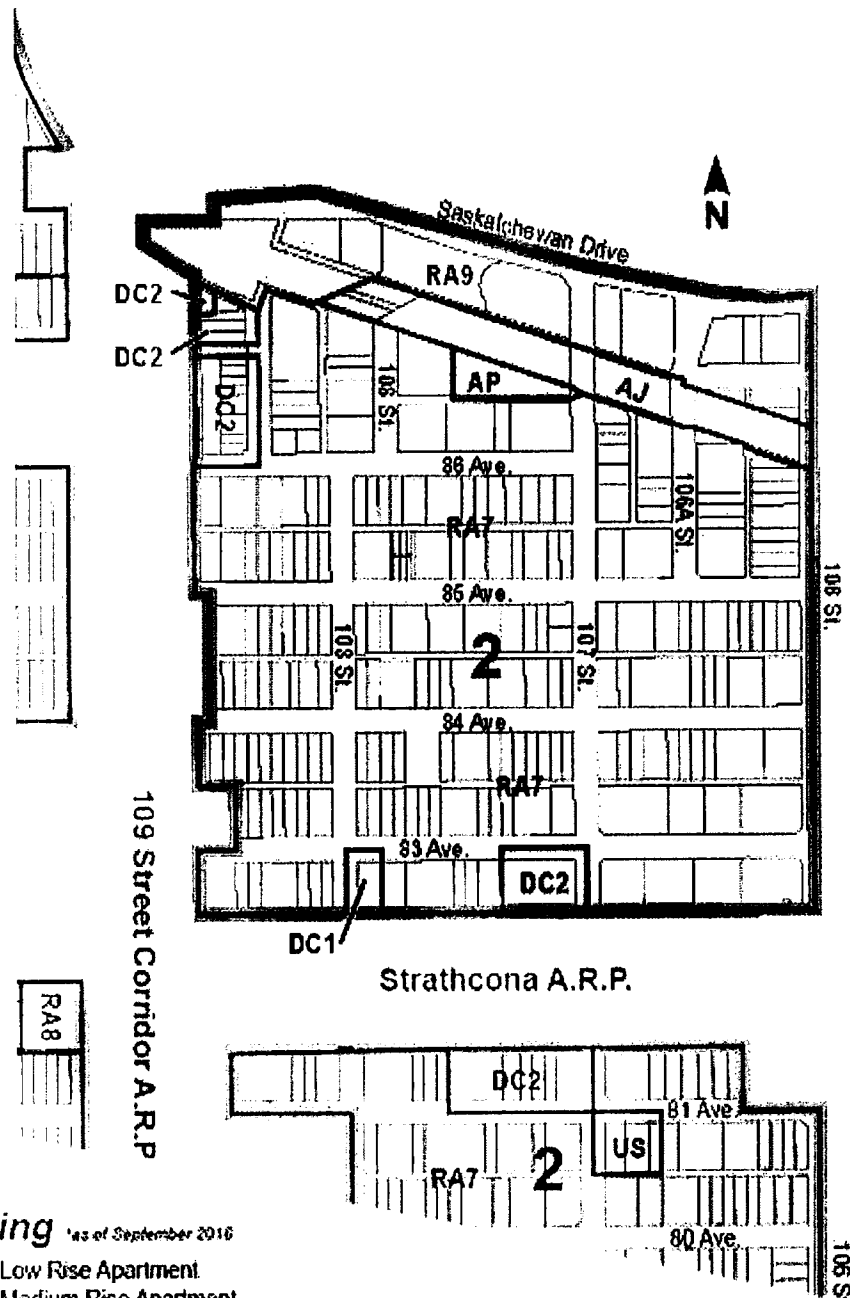 N
Saskatchewan Drive
RA9
DC2
DC2
DC2
108 St.
AP
AJ
86 Ave.
106A St.
RA7
85 Ave.
106 St.
108 St.
2
107 St.
84 Ave.
RA7
83 Ave.
DC2
DC1
109 Street Corridor A.R.P
Strathcona A.R.P.
RA8
DC2
81 Ave.
US
RA7
2
80 Ave.
ing *as of September 2016
Low Rise Apartment
Medium Rise Apartment